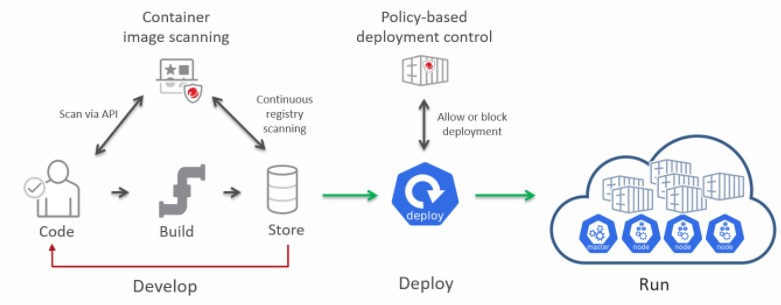 Container
image scanning
Policy-based
deployment control
Scan via API
Continuous
registry
scanning
Allow or block
deployment
deploy
master
node
node
node
Code
Build
Store
Develop
Deploy
Run